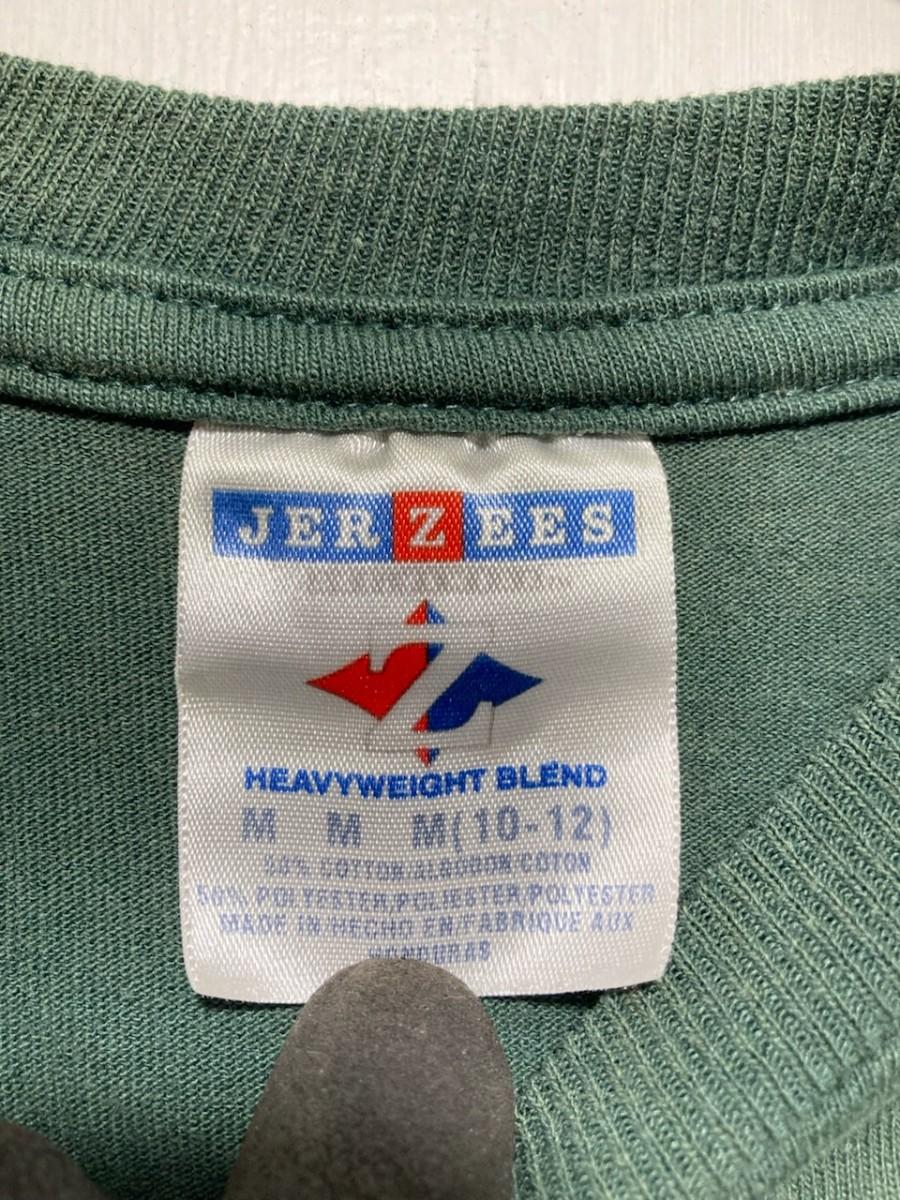 JERZEES
HEAVYWEIGHT BLEND
M M M(10-12)
50% COTTON/ALGODON/COTON
50% POLYESTER/POLIESTER/POLYESTER
MADE IN/HECHO EN/FABRIQUE AUX
HONDURAS